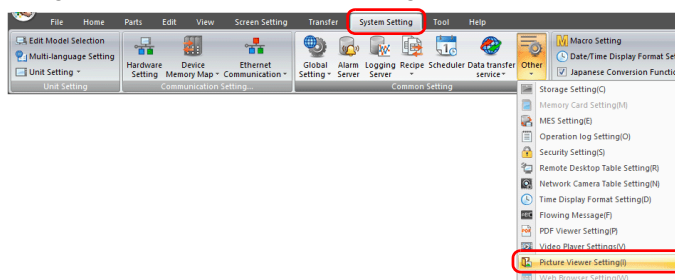 File Home Parts Edit View Screen Setting Transfer System Setting Tool Help
Edit Model Selection
Multi-language Setting
Unit Setting
Unit Setting
Hardware Setting
Device Memory Map
Ethernet Communication
Communication Setting...
Global Setting
Alarm Server
Logging Server
Recipe
Scheduler
Data transfer service
Common Setting
Other
Macro Setting
Date/Time Display Format Set
Japanese Conversion Functio
Storage Setting(C)
Memory Card Setting(M)
MES Setting(E)
Operation log Setting(O)
Security Setting(S)
Remote Desktop Table Setting(R)
Network Camera Table Setting(N)
Time Display Format Setting(D)
Flowing Message(F)
PDF Viewer Setting(P)
Video Player Settings(V)
Picture Viewer Setting(I)
Web Browser Setting(W)